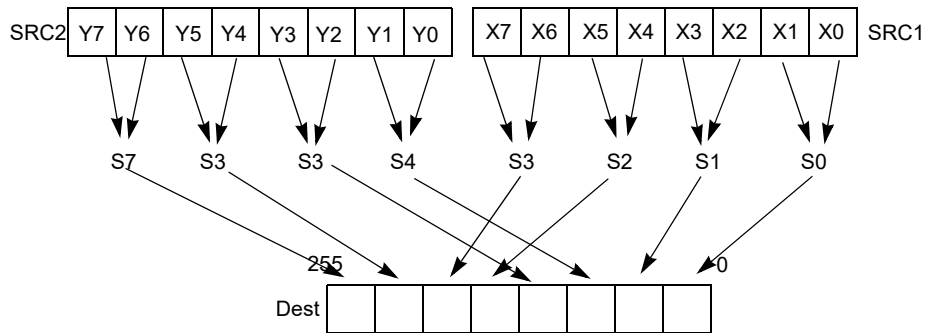 SRC2 Y7 Y6 Y5 Y4 Y3 Y2 Y1 Y0 X7 X6 X5 X4 X3 X2 X1 X0 SRC1
S7 S3 S3 S4 S3 S2 S1 S0
255 0
Dest